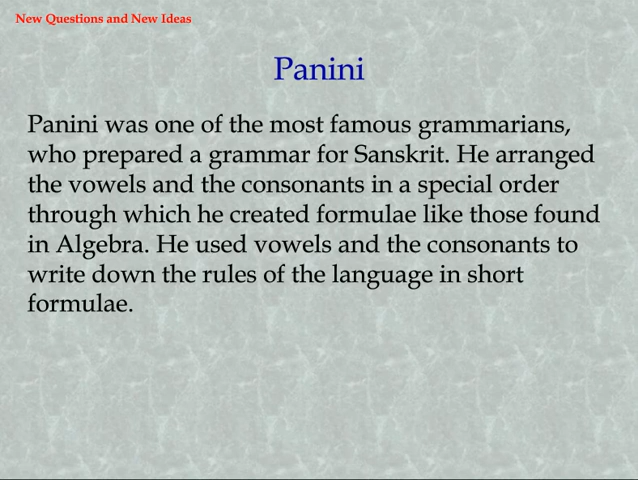 New Questions and New Ideas
Panini
Panini was one of the most famous grammarians,
who prepared a grammar for Sanskrit. He arranged
the vowels and the consonants in a special order
through which he created formulae like those found
in Algebra. He used vowels and the consonants to
write down the rules of the language in short
formulae.